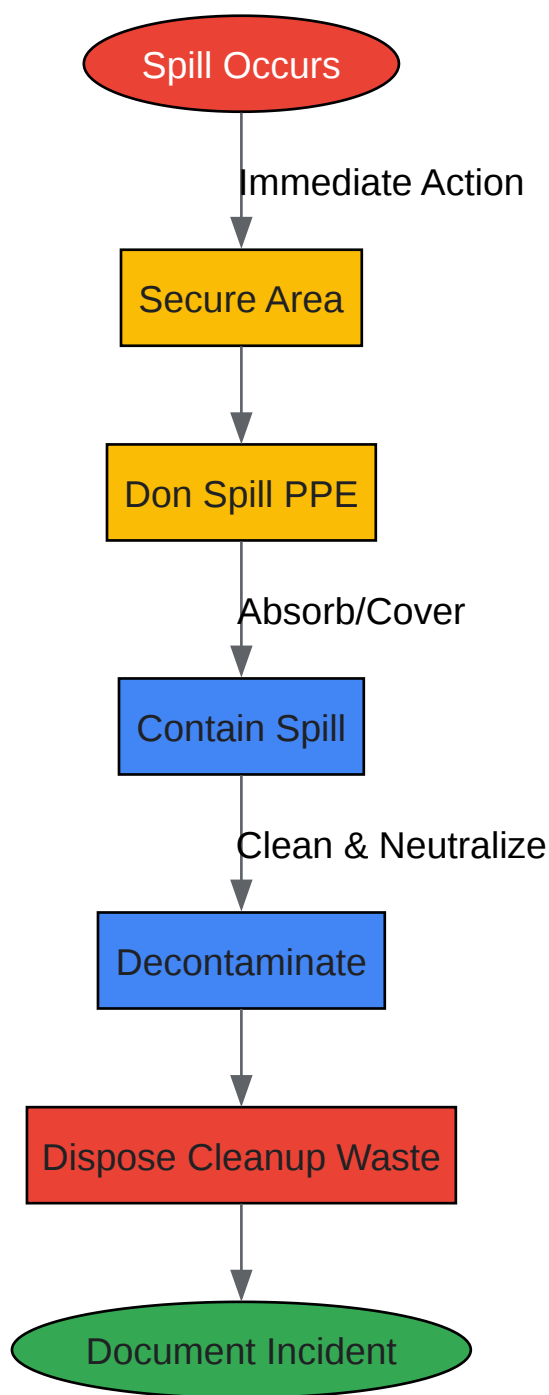 Spill Occurs
Immediate Action
Secure Area
Don Spill PPE
Absorb/Cover
Contain Spill
Clean & Neutralize
Decontaminate
Dispose Cleanup Waste
Document Incident